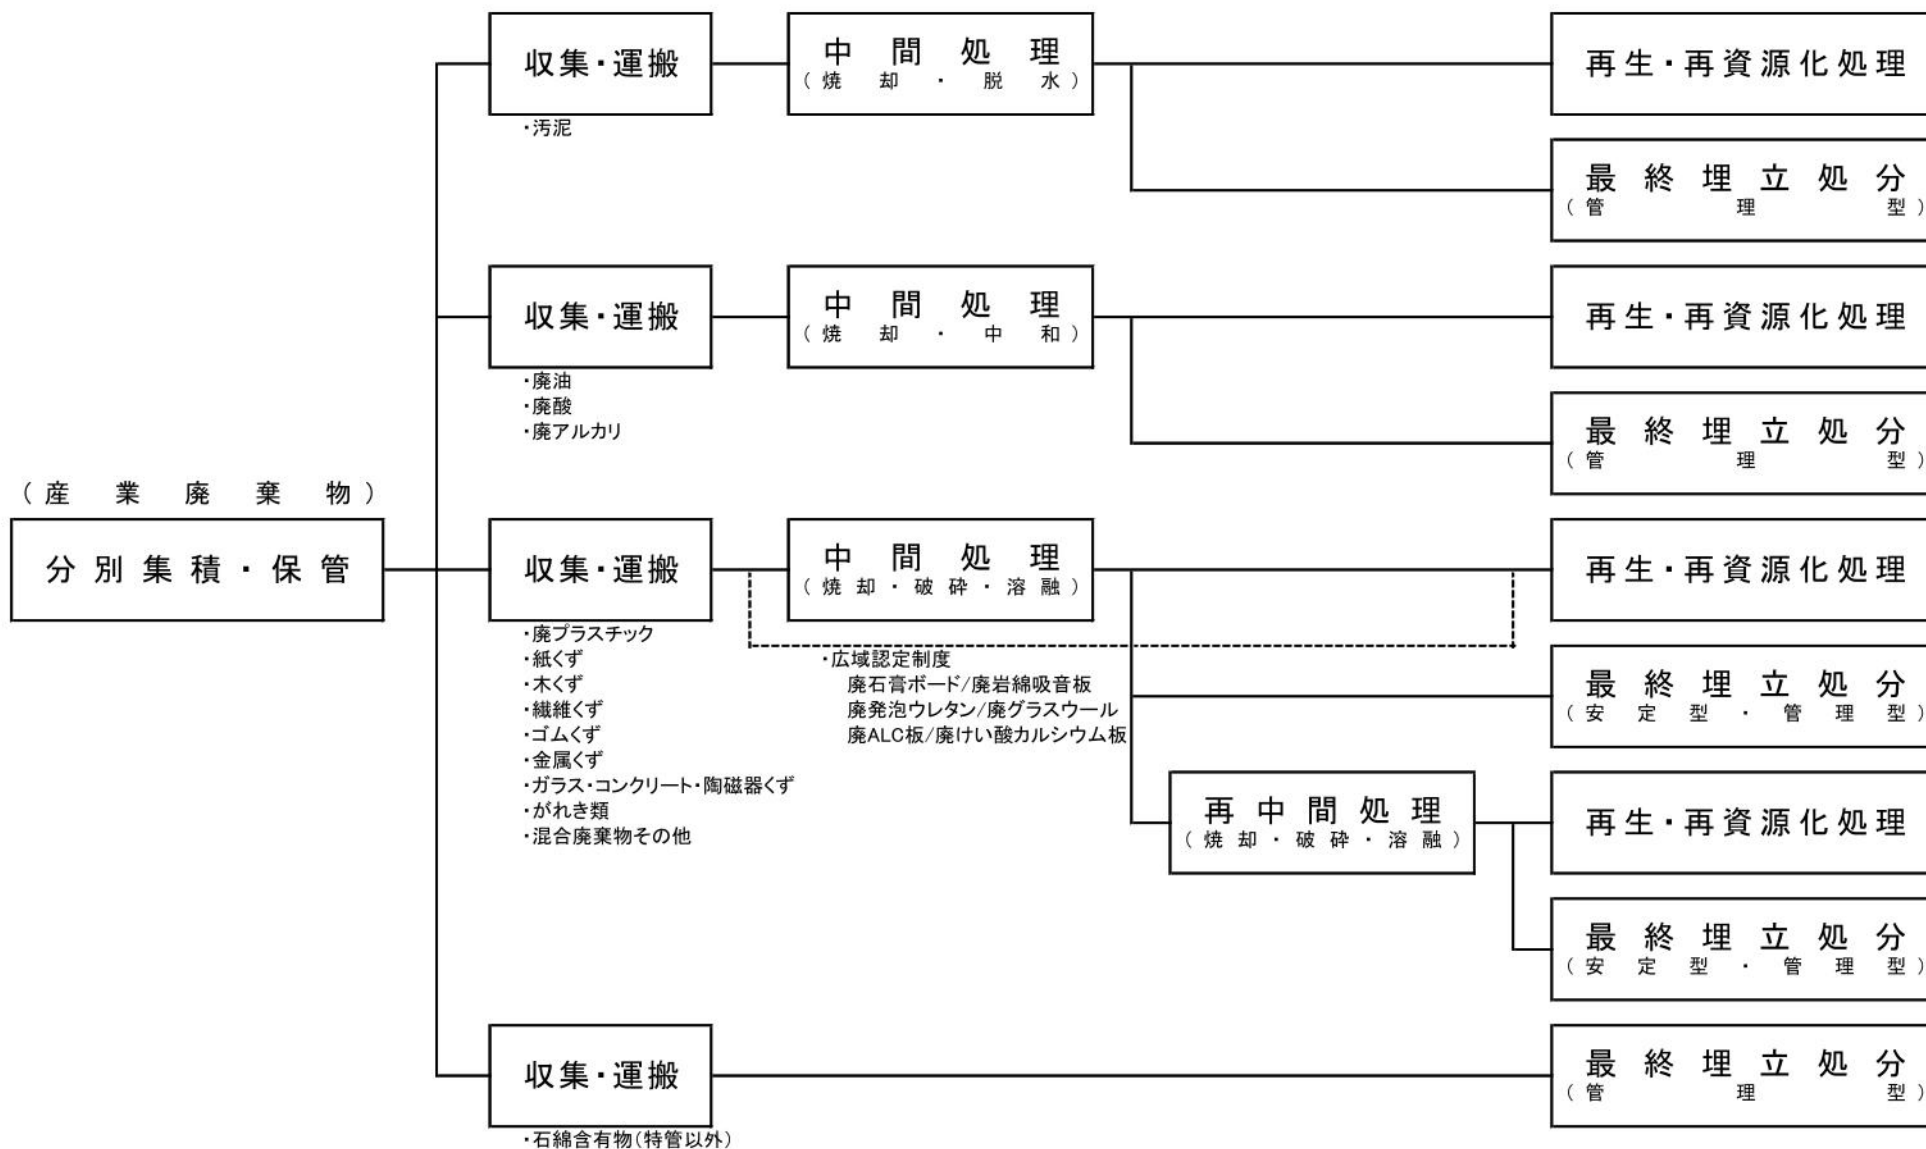 収集・運搬
中間処理
(焼却・脱水)
再生・再資源化処理
・汚泥
最終埋立処分
(管理型)
収集・運搬
中間処理
(焼却・中和)
再生・再資源化処理
・廃油
・廃酸
・廃アルカリ
最終埋立処分
(管理型)
(産業廃棄物)
分別集積・保管
収集・運搬
中間処理
(焼却・破砕・溶融)
再生・再資源化処理
・廃プラスチック
・紙くず
・木くず
・繊維くず
・ゴムくず
・金属くず
・ガラス・コンクリート・陶磁器くず
・がれき類
・混合廃棄物その他
・広域認定制度
廃石膏ボード/廃岩綿吸音板
廃発泡ウレタン/廃グラスウール
廃ALC板/廃けい酸カルシウム板
最終埋立処分
(安定型・管理型)
再中間処理
(焼却・破砕・溶融)
再生・再資源化処理
最終埋立処分
(安定型・管理型)
収集・運搬
最終埋立処分
(管理型)
・石綿含有物(特管以外)